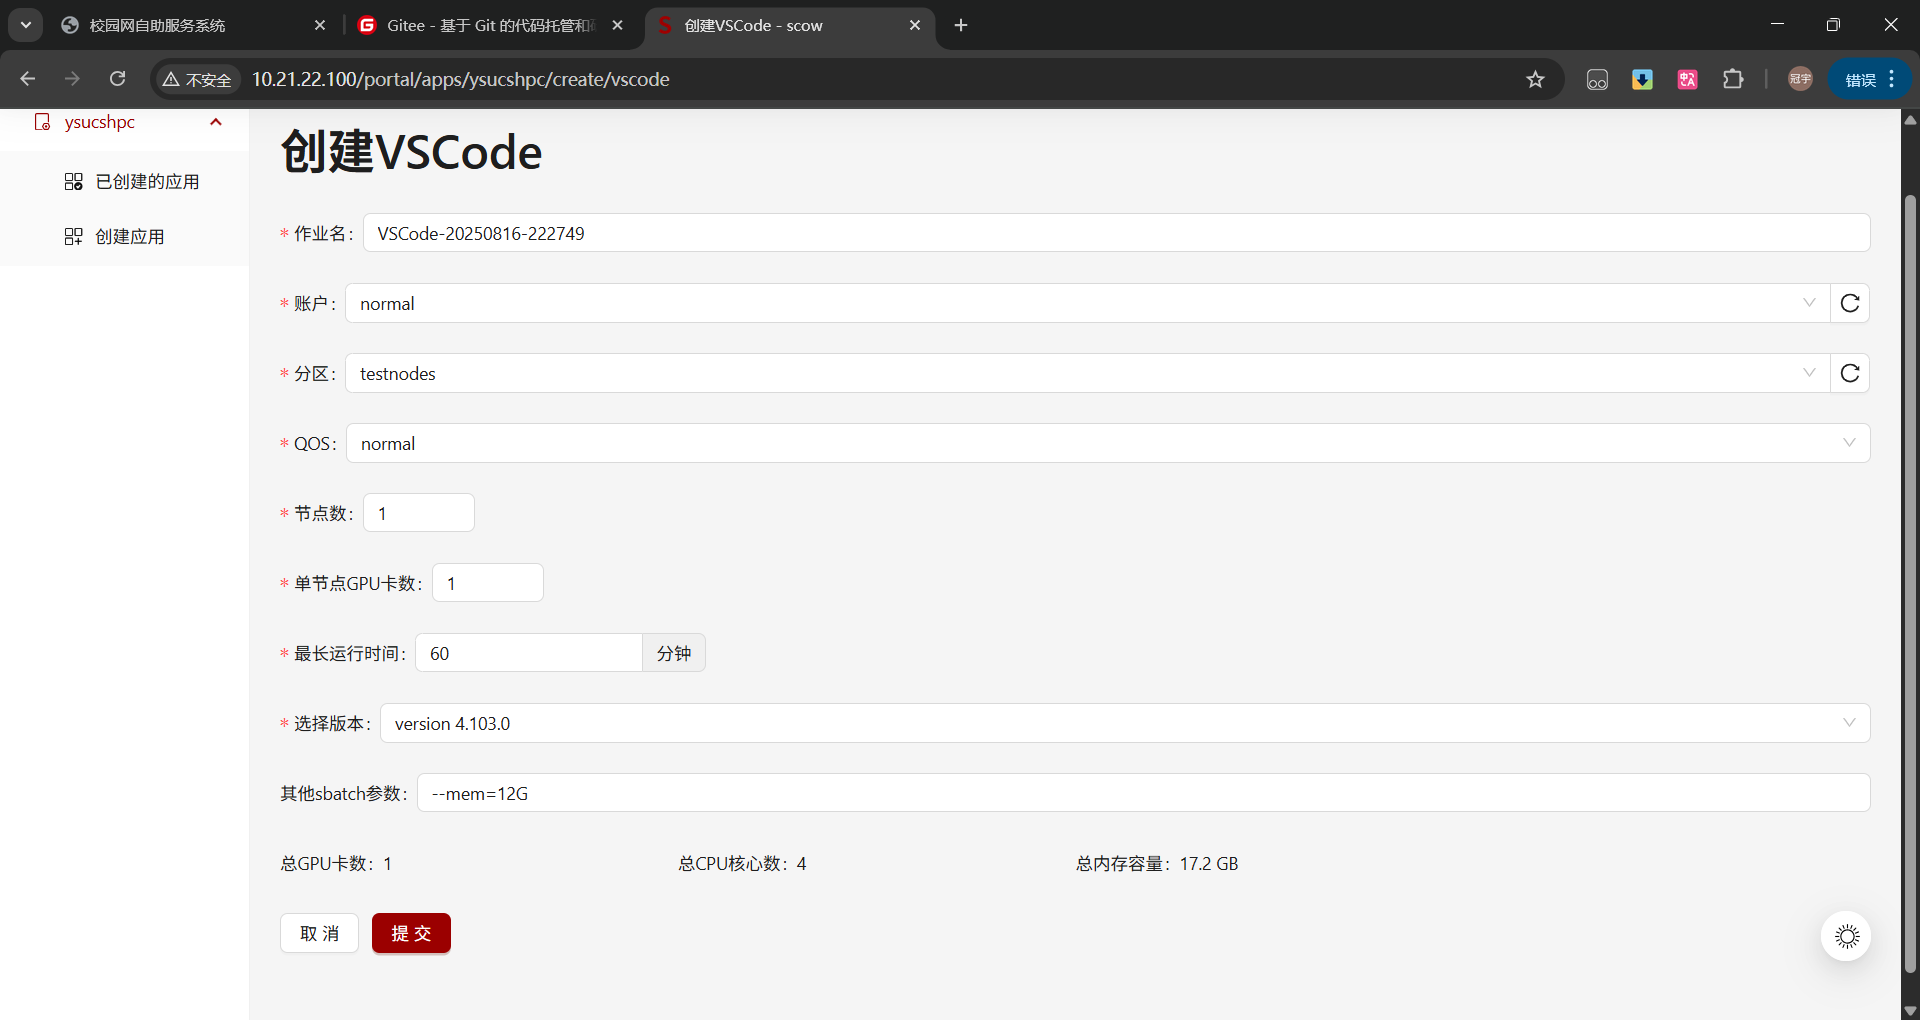 校园网自助服务系统
Gitee - 基于 Git 的代码托管和
创建VSCode - scow
不安全
10.21.22.100/portal/apps/ysucshpc/create/vscode
冠宇
错误
ysucshpc
已创建的应用
创建应用
创建VSCode
* 作业名: VSCode-20250816-222749
* 账户: normal
* 分区: testnodes
* QOS: normal
* 节点数: 1
* 单节点GPU卡数: 1
* 最长运行时间: 60 分钟
* 选择版本: version 4.103.0
其他sbatch参数: --mem=12G
总GPU卡数: 1 总CPU核心数: 4 总内存容量: 17.2 GB
取 消 提 交